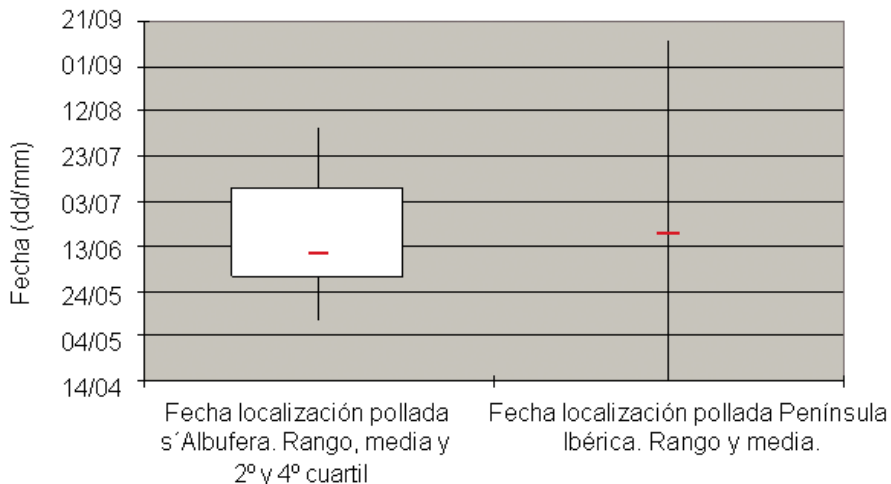 21/09
01/09
12/08
23/07
03/07
13/06
24/05
04/05
14/04
Fecha (dd/mm)
Fecha localización pollada
s´Albufera. Rango, media y
2º y 4º cuartil
Fecha localización pollada Península
Ibérica. Rango y media.